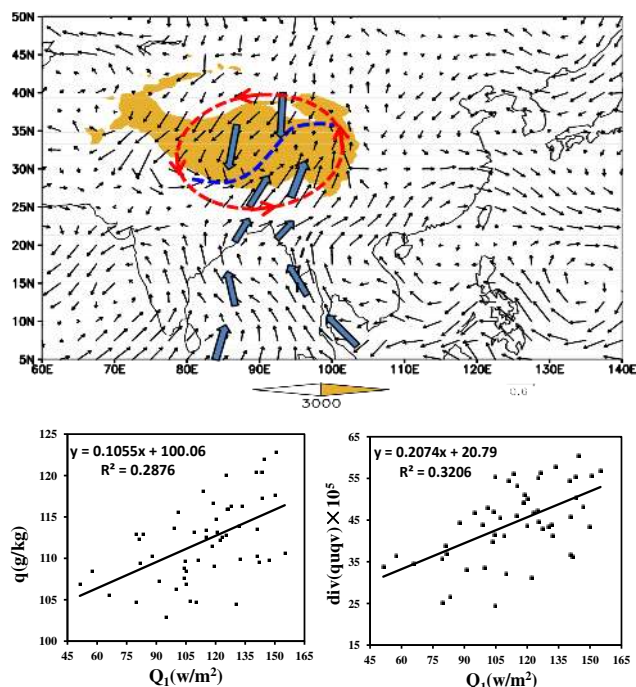 50N
45N
40N
35N
30N
25N
20N
15N
10N
5N
60E 70E 80E 90E 100E 110E 120E 130E 140E
3000
y = 0.1055x + 100.06
R² = 0.2876
125
120
115
110
105
100
q(g/kg)
45 60 75 90 105 120 135 150 165
Q₁(w/m²)
y = 0.2074x + 20.79
R² = 0.3206
65
55
45
35
25
15
div(quqv) × 10⁵
45 60 75 90 105 120 135 150 165
Q₁(w/m²)